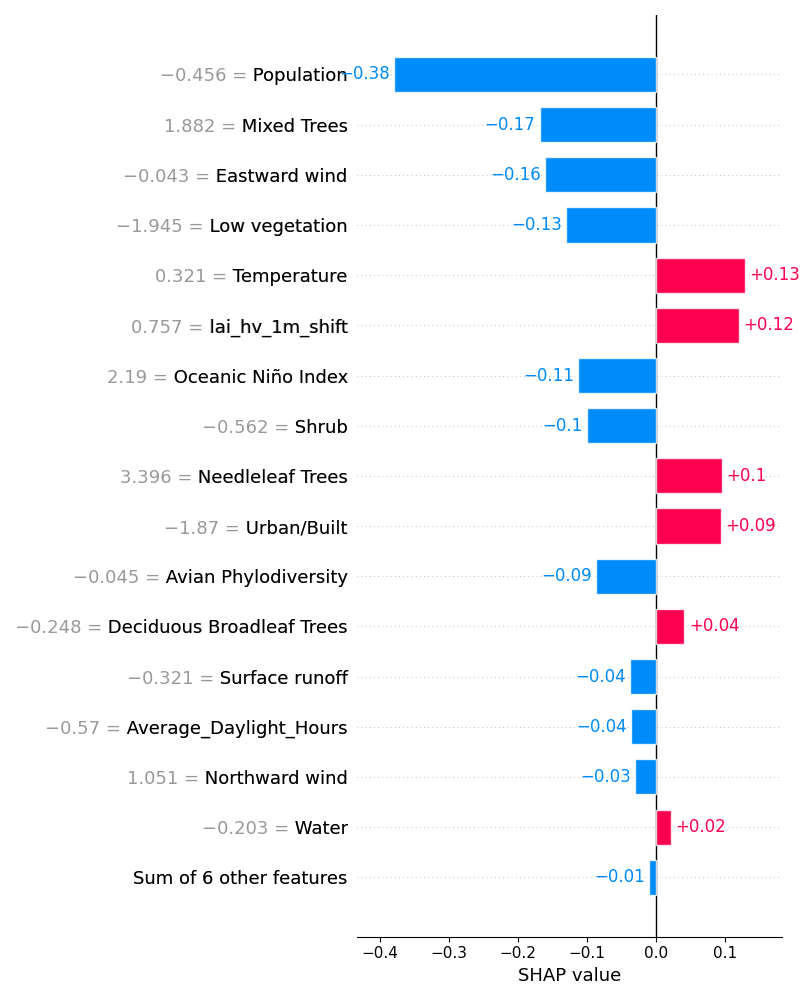 −0.456 = Population −0.38
1.882 = Mixed Trees −0.17
−0.043 = Eastward wind −0.16
−1.945 = Low vegetation −0.13
0.321 = Temperature +0.13
0.757 = lai_hv_1m_shift +0.12
2.19 = Oceanic Niño Index −0.11
−0.562 = Shrub −0.1
3.396 = Needleleaf Trees +0.1
−1.87 = Urban/Built +0.09
−0.045 = Avian Phylodiversity −0.09
−0.248 = Deciduous Broadleaf Trees +0.04
−0.321 = Surface runoff −0.04
−0.57 = Average_Daylight_Hours −0.04
1.051 = Northward wind −0.03
−0.203 = Water +0.02
Sum of 6 other features −0.01
−0.4 −0.3 −0.2 −0.1 0.0 0.1
SHAP value